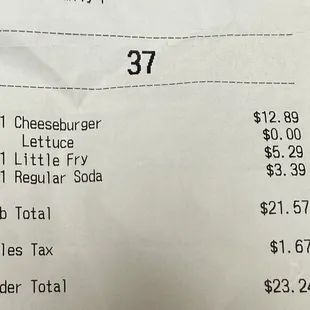 37
1 Cheeseburger $12.89
Lettuce $0.00
1 Little Fry $5.29
1 Regular Soda $3.39
b Total $21.57
les Tax $1.67
der Total $23.24